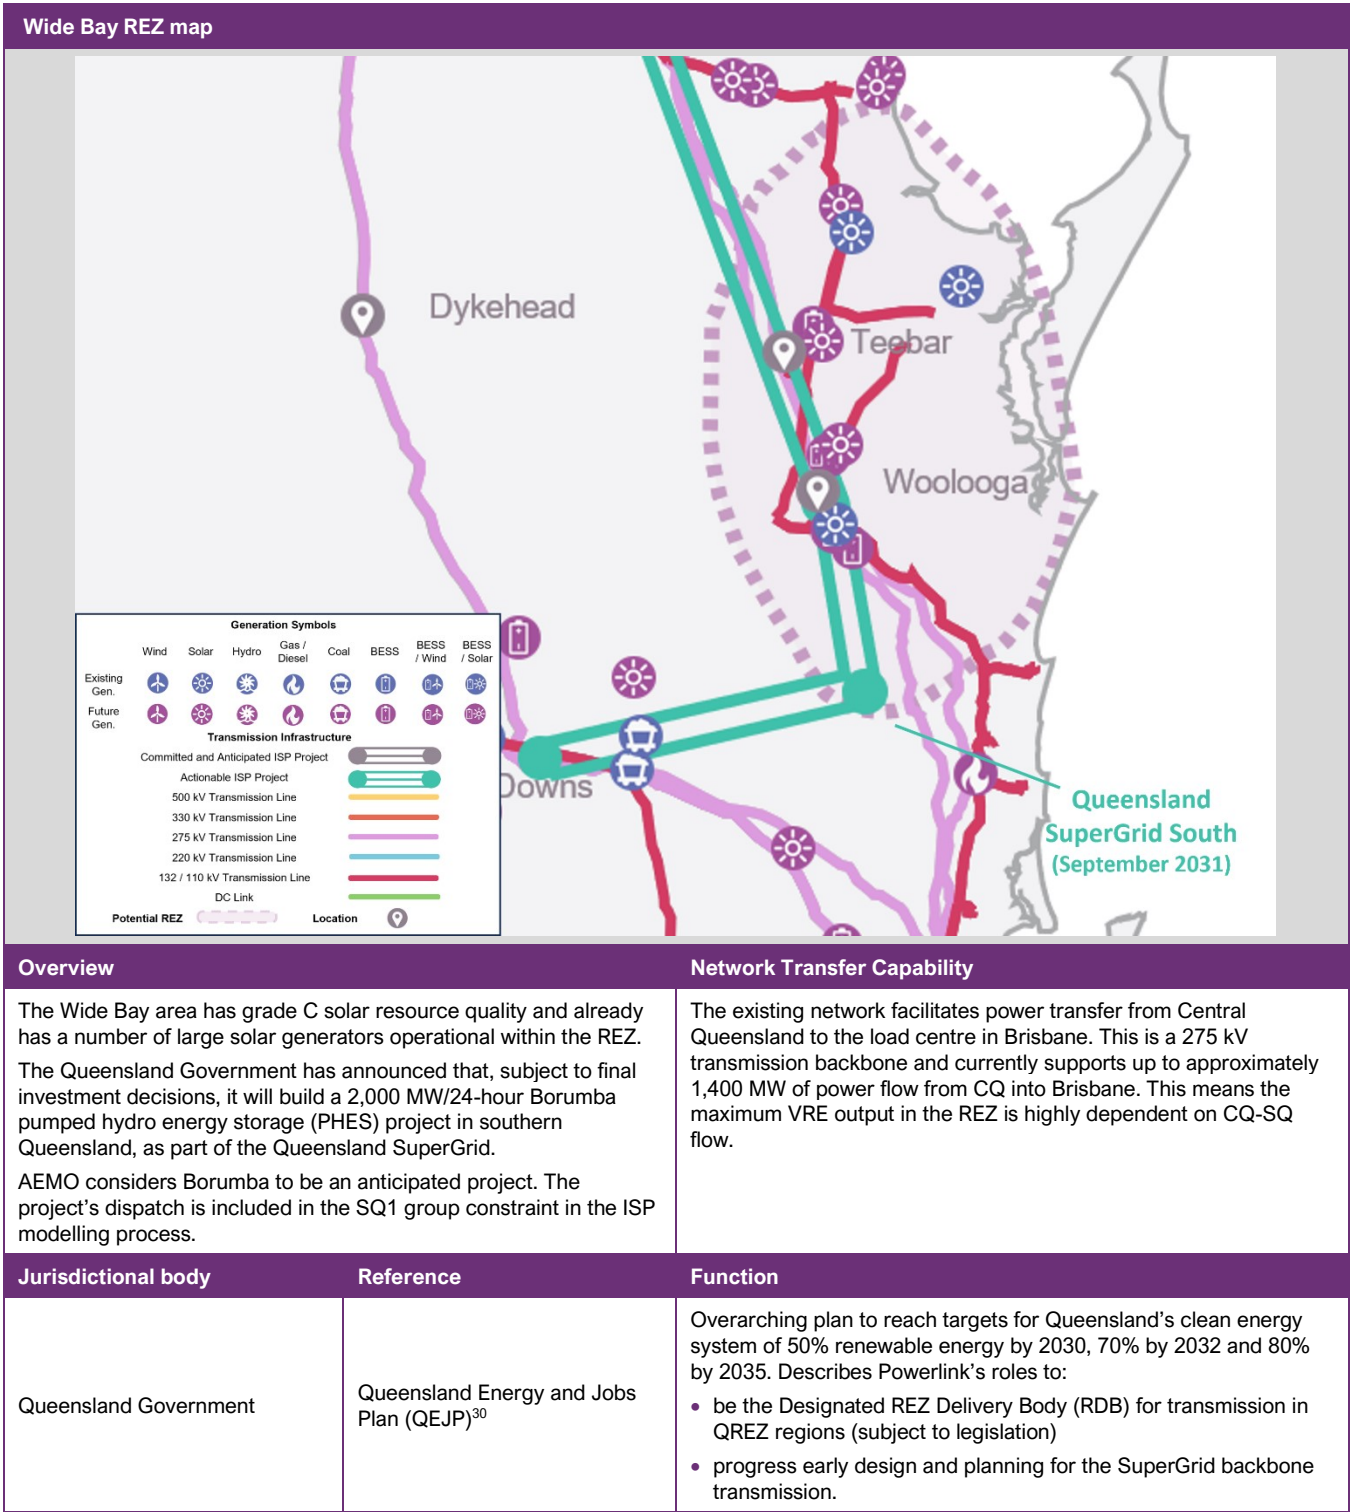 Wide Bay REZ map
Dykehead
Teebar
Woolooga
Downs
Queensland
SuperGrid South
(September 2031)
Generation Symbols
Wind Solar Hydro Gas / Diesel Coal BESS BESS / Wind BESS / Solar
Existing Gen.
Future Gen.
Transmission Infrastructure
Committed and Anticipated ISP Project
Actionable ISP Project
500 kV Transmission Line
330 kV Transmission Line
275 kV Transmission Line
220 kV Transmission Line
132 / 110 kV Transmission Line
DC Link
Potential REZ Location
Overview
The Wide Bay area has grade C solar resource quality and already
has a number of large solar generators operational within the REZ.
The Queensland Government has announced that, subject to final
investment decisions, it will build a 2,000 MW/24-hour Borumba
pumped hydro energy storage (PHES) project in southern
Queensland, as part of the Queensland SuperGrid.
AEMO considers Borumba to be an anticipated project. The
project's dispatch is included in the SQ1 group constraint in the ISP
modelling process.
Network Transfer Capability
The existing network facilitates power transfer from Central
Queensland to the load centre in Brisbane. This is a 275 kV
transmission backbone and currently supports up to approximately
1,400 MW of power flow from CQ into Brisbane. This means the
maximum VRE output in the REZ is highly dependent on CQ-SQ
flow.
Jurisdictional body Reference Function
Queensland Government
Queensland Energy and Jobs
Plan (QEJP)30
Overarching plan to reach targets for Queensland's clean energy
system of 50% renewable energy by 2030, 70% by 2032 and 80%
by 2035. Describes Powerlink's roles to:
• be the Designated REZ Delivery Body (RDB) for transmission in
QREZ regions (subject to legislation)
• progress early design and planning for the SuperGrid backbone
transmission.